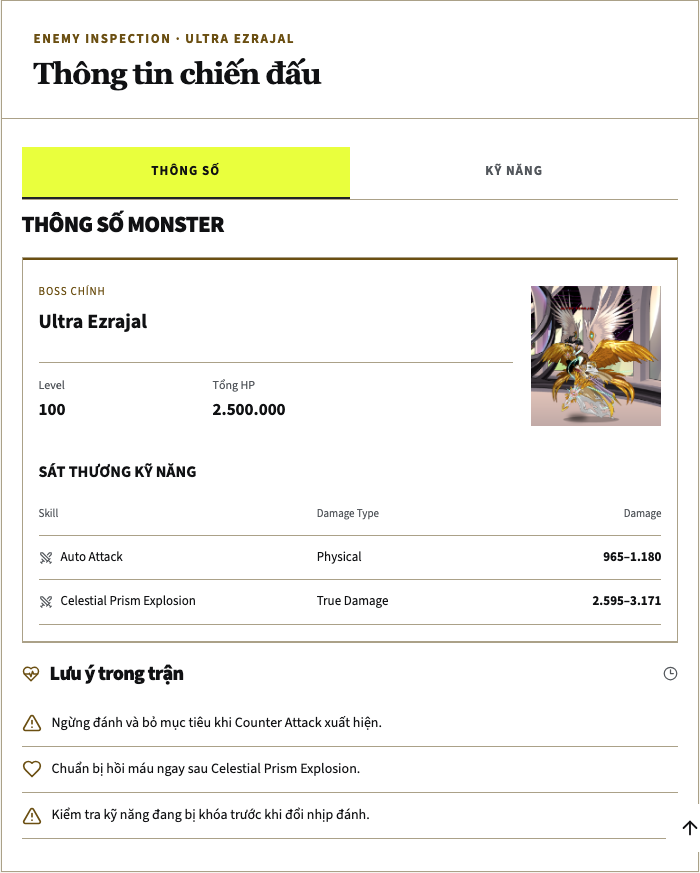 ENEMY INSPECTION · ULTRA EZRAJAL
Thông tin chiến đấu
THÔNG SỐ
KỸ NĂNG
THÔNG SỐ MONSTER
BOSS CHÍNH
Ultra Ezrajal
Level
Tổng HP
100
2.500.000
SÁT THƯƠNG KỸ NĂNG
Skill
Damage Type
Damage
Auto Attack
Physical
965–1.180
Celestial Prism Explosion
True Damage
2.595–3.171
Lưu ý trong trận
Ngừng đánh và bỏ mục tiêu khi Counter Attack xuất hiện.
Chuẩn bị hồi máu ngay sau Celestial Prism Explosion.
Kiểm tra kỹ năng đang bị khóa trước khi đổi nhịp đánh.